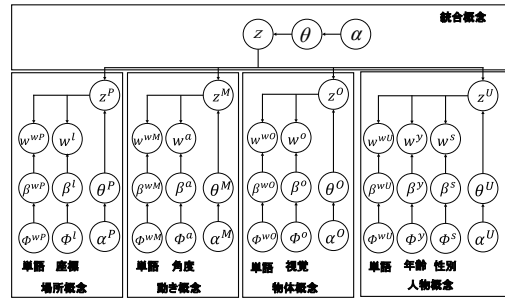 統合概念
z θ α
z^P z^M z^O z^U
w^{wP} w^l w^{wM} w^a w^{wO} w^o w^{wU} w^y w^s
β^{wP} β^l θ^P β^{wM} β^a θ^M β^{wO} β^o θ^O β^{wU} β^y β^s θ^U
Φ^{wP} Φ^l α^P Φ^{wM} Φ^a α^M Φ^{wO} Φ^o α^O Φ^{wU} Φ^y Φ^s α^U
単語 座標 単語 角度 単語 視覚 単語 年齢 性別
場所概念 動き概念 物体概念 人物概念